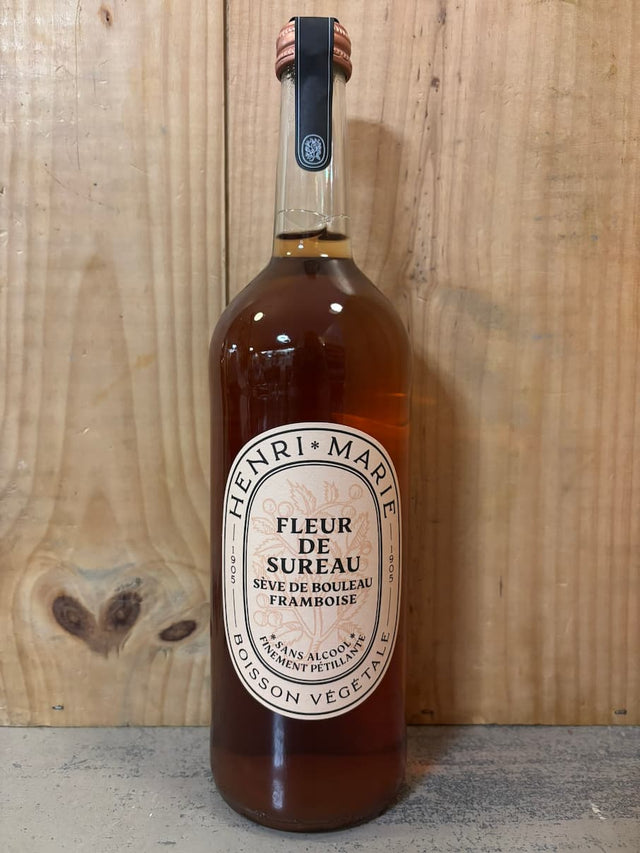 HENRI * MARIE
1905
1905
FLEUR
DE
SUREAU
SÈVE DE BOULEAU
FRAMBOISE
* SANS ALCOOL *
FINEMENT PÉTILLANTE
BOISSON VÉGÉTALE